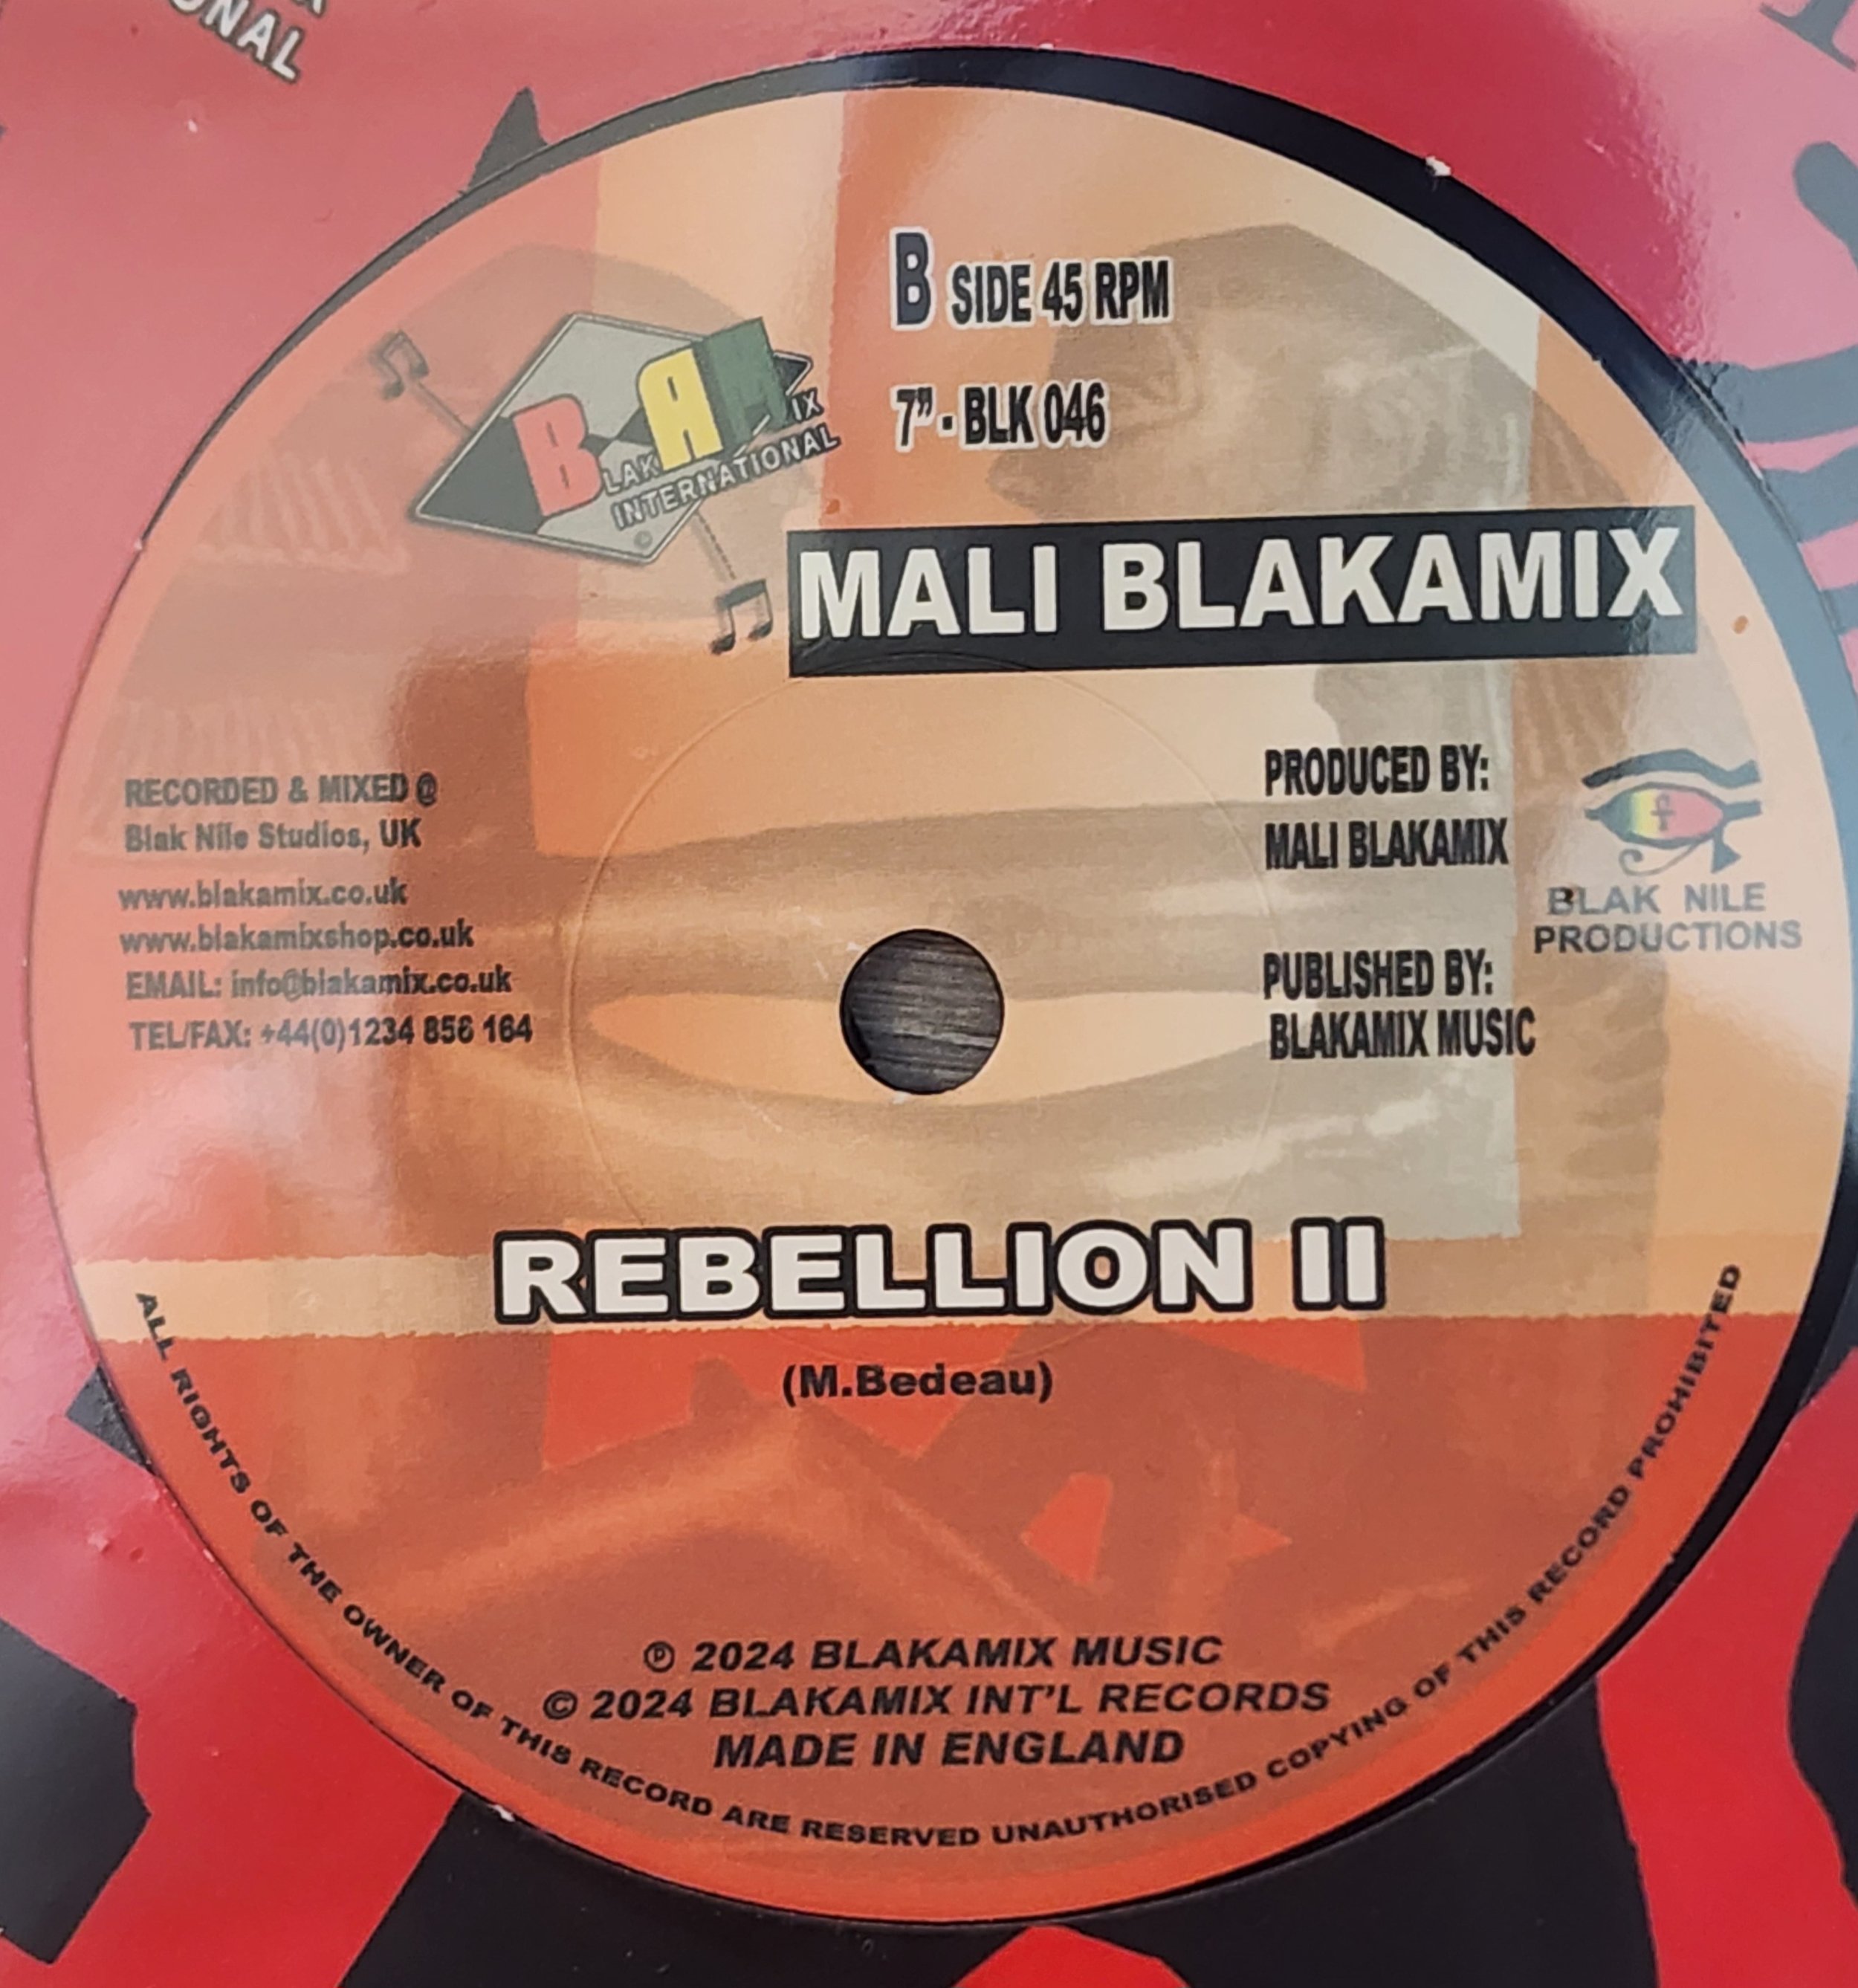 ONAL
B SIDE 45 RPM
7” - BLK 046
BLAK AMIX
INTERNATIONAL
©
MALI BLAKAMIX
RECORDED & MIXED @
Blak Nile Studios, UK
www.blakamix.co.uk
www.blakamixshop.co.uk
EMAIL: info@blakamix.co.uk
TEL/FAX: +44(0)1234 856 164
PRODUCED BY:
MALI BLAKAMIX
BLAK NILE
PRODUCTIONS
PUBLISHED BY:
BLAKAMIX MUSIC
REBELLION II
(M.Bedeau)
℗ 2024 BLAKAMIX MUSIC
© 2024 BLAKAMIX INT'L RECORDS
MADE IN ENGLAND
ALL RIGHTS OF THE OWNER OF THIS RECORD ARE RESERVED UNAUTHORISED COPYING OF THIS RECORD PROHIBITED